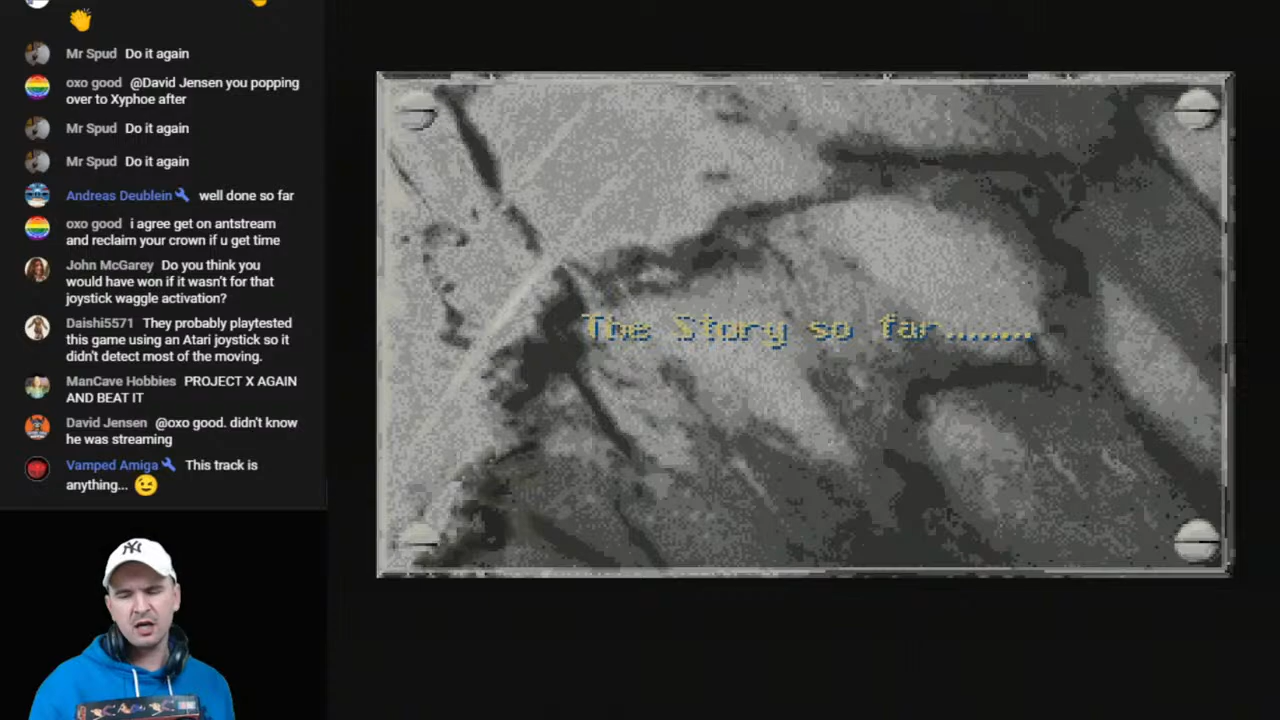 Mr Spud Do it again
oxo good @David Jensen you popping
over to Xyphoe after
Mr Spud Do it again
Mr Spud Do it again
Andreas Deublein well done so far
oxo good i agree get on antstream
and reclaim your crown if u get time
John McGarey Do you think you
would have won if it wasn't for that
joystick waggle activation?
Daishi5571 They probably playtested
this game using an Atari joystick so it
didn't detect most of the moving.
ManCave Hobbies PROJECT X AGAIN
AND BEAT IT
David Jensen @oxo good. didn't know
he was streaming
Vamped Amiga This track is
anything...
The Story so far.......
NY